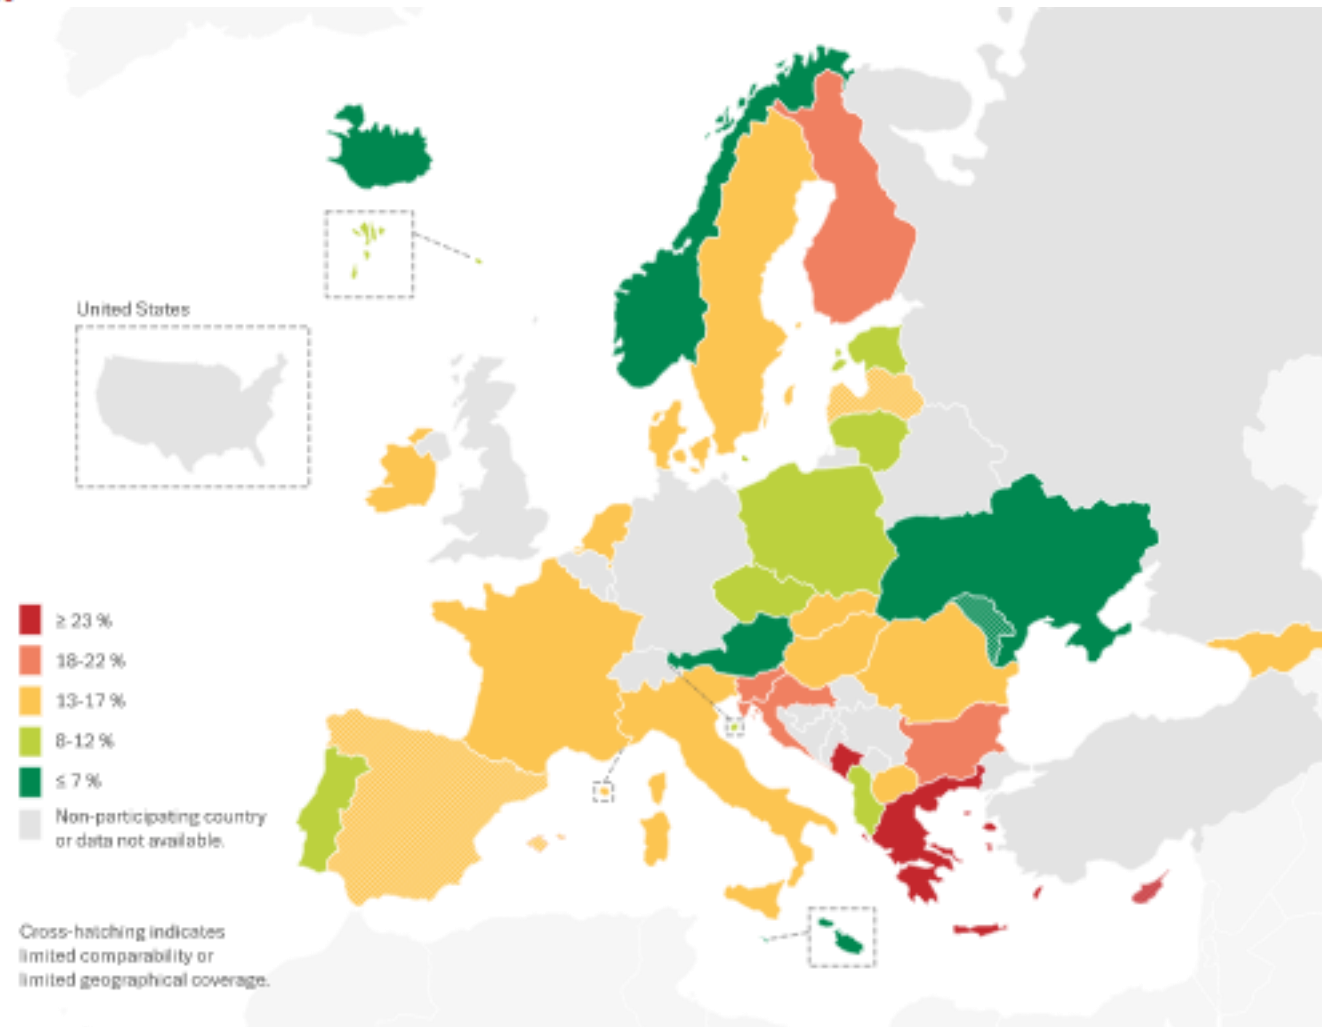 United States
≥ 23 %
18-22 %
13-17 %
8-12 %
≤ 7 %
Non-participating country
or data not available.
Cross-hatching indicates
limited comparability or
limited geographical coverage.